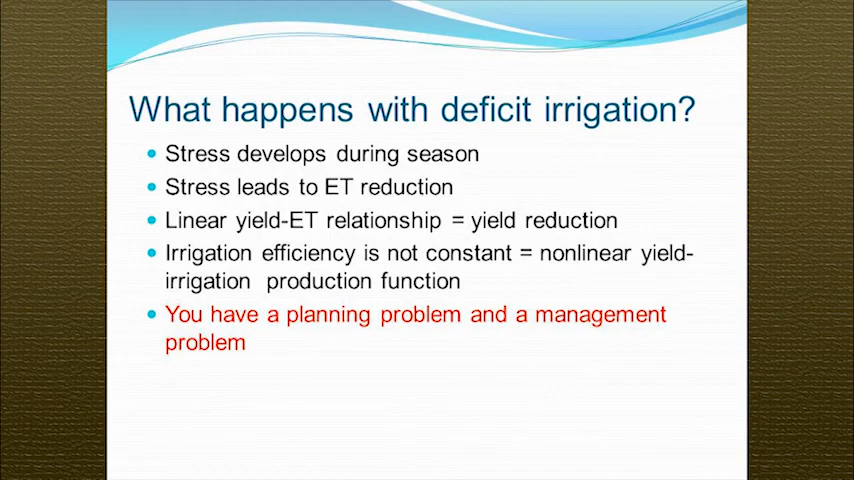 What happens with deficit irrigation?
• Stress develops during season
• Stress leads to ET reduction
• Linear yield-ET relationship = yield reduction
• Irrigation efficiency is not constant = nonlinear yield-
irrigation production function
• You have a planning problem and a management
problem